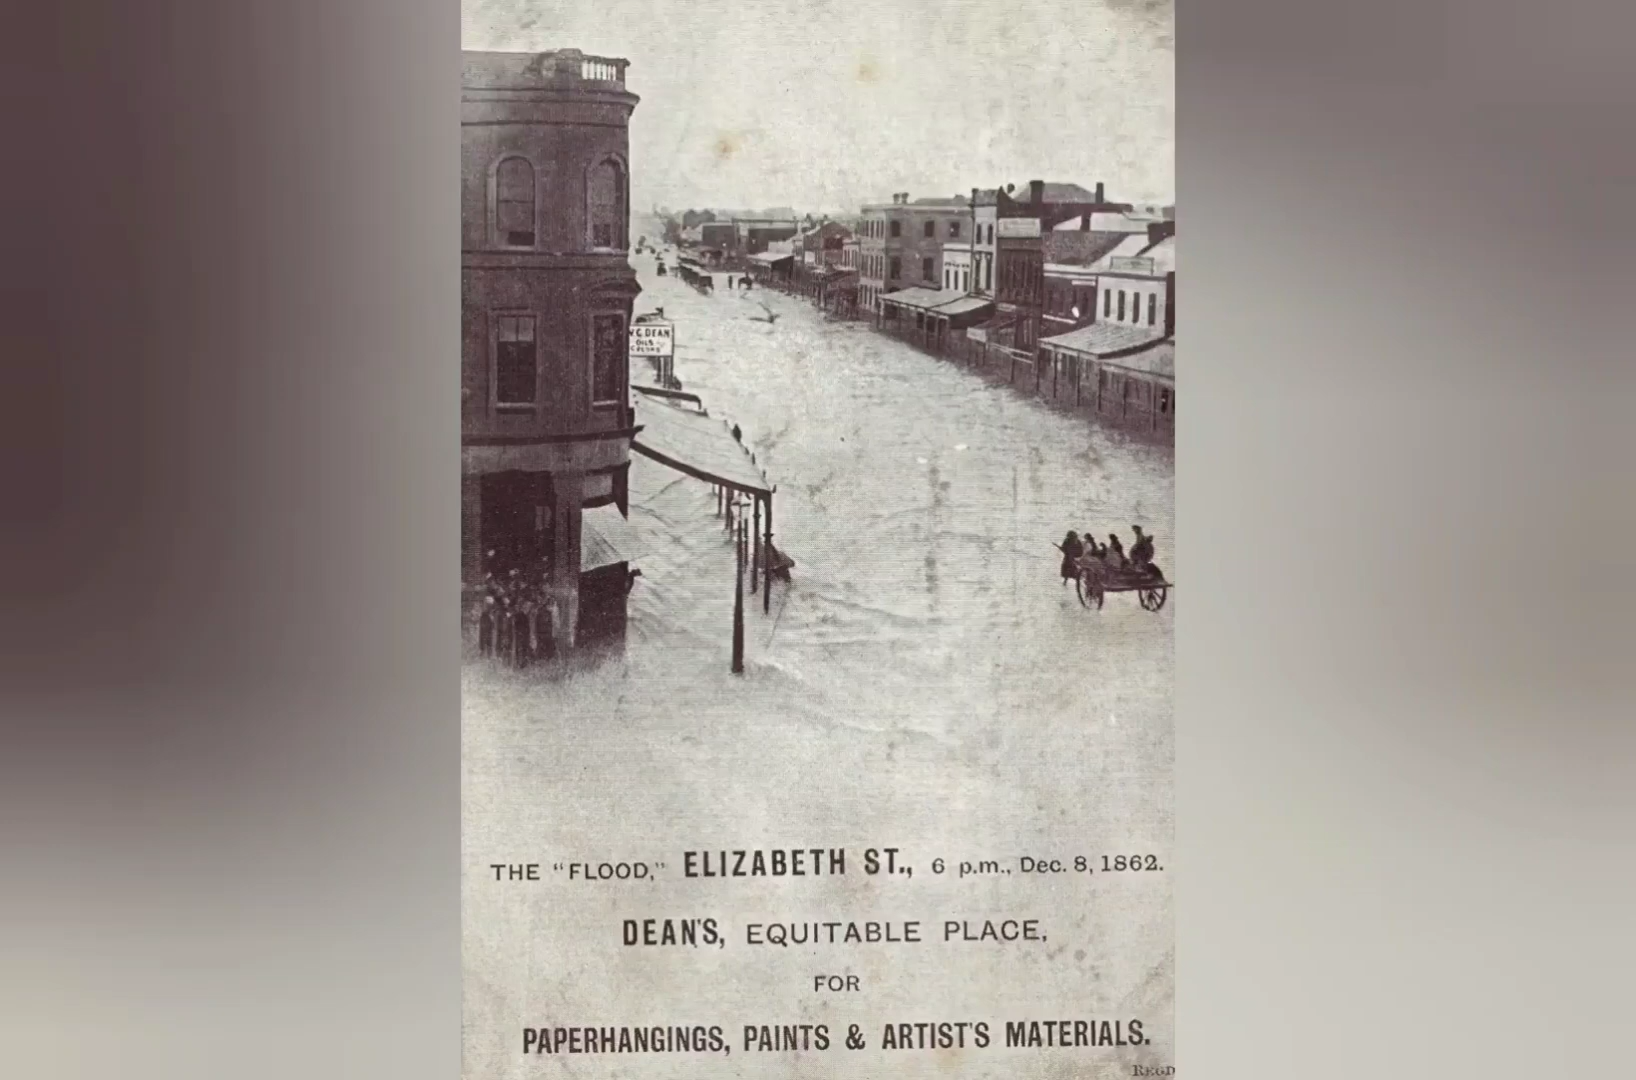 W.C. DEAN
OILS
COLORS
THE "FLOOD," ELIZABETH ST., 6 p.m., Dec. 8, 1862.
DEAN'S, EQUITABLE PLACE,
FOR
PAPERHANGINGS, PAINTS & ARTIST'S MATERIALS.
REGD